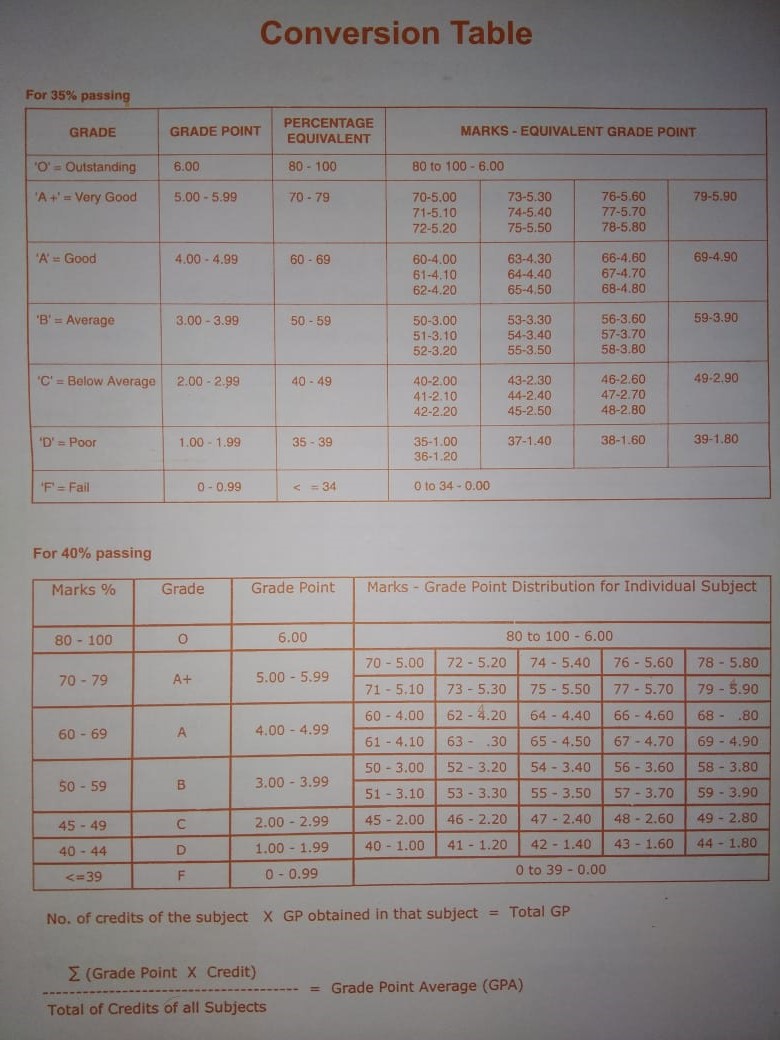 Conversion Table
For 35% passing
GRADE GRADE POINT PERCENTAGE EQUIVALENT MARKS - EQUIVALENT GRADE POINT
'O' = Outstanding 6.00 80 - 100 80 to 100 - 6.00
'A +' = Very Good 5.00 - 5.99 70 - 79 70-5.00 73-5.30 76-5.60 79-5.90
71-5.10 74-5.40 77-5.70
72-5.20 75-5.50 78-5.80
'A' = Good 4.00 - 4.99 60 - 69 60-4.00 63-4.30 66-4.60 69-4.90
61-4.10 64-4.40 67-4.70
62-4.20 65-4.50 68-4.80
'B' = Average 3.00 - 3.99 50 - 59 50-3.00 53-3.30 56-3.60 59-3.90
51-3.10 54-3.40 57-3.70
52-3.20 55-3.50 58-3.80
'C' = Below Average 2.00 - 2.99 40 - 49 40-2.00 43-2.30 46-2.60 49-2.90
41-2.10 44-2.40 47-2.70
42-2.20 45-2.50 48-2.80
'D' = Poor 1.00 - 1.99 35 - 39 35-1.00 37-1.40 38-1.60 39-1.80
36-1.20
'F' = Fail 0 - 0.99 < = 34 0 to 34 - 0.00
For 40% passing
Marks % Grade Grade Point Marks - Grade Point Distribution for Individual Subject
80 - 100 O 6.00 80 to 100 - 6.00
70 - 79 A+ 5.00 - 5.99 70 - 5.00 72 - 5.20 74 - 5.40 76 - 5.60 78 - 5.80
71 - 5.10 73 - 5.30 75 - 5.50 77 - 5.70 79 - 5.90
60 - 69 A 4.00 - 4.99 60 - 4.00 62 - 4.20 64 - 4.40 66 - 4.60 68 - .80
61 - 4.10 63 - .30 65 - 4.50 67 - 4.70 69 - 4.90
50 - 59 B 3.00 - 3.99 50 - 3.00 52 - 3.20 54 - 3.40 56 - 3.60 58 - 3.80
51 - 3.10 53 - 3.30 55 - 3.50 57 - 3.70 59 - 3.90
45 - 49 C 2.00 - 2.99 45 - 2.00 46 - 2.20 47 - 2.40 48 - 2.60 49 - 2.80
40 - 44 D 1.00 - 1.99 40 - 1.00 41 - 1.20 42 - 1.40 43 - 1.60 44 - 1.80
<=39 F 0 - 0.99 0 to 39 - 0.00
No. of credits of the subject X GP obtained in that subject = Total GP
Σ (Grade Point X Credit)
= Grade Point Average (GPA)
Total of Credits of all Subjects